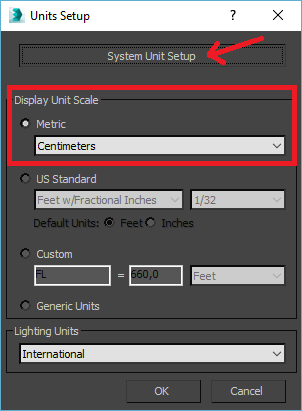 Units Setup ?
System Unit Setup
Display Unit Scale
Metric
Centimeters
US Standard
Feet w/Fractional Inches 1/32
Default Units: Feet Inches
Custom
FL = 660,0 Feet
Generic Units
Lighting Units
International
OK Cancel